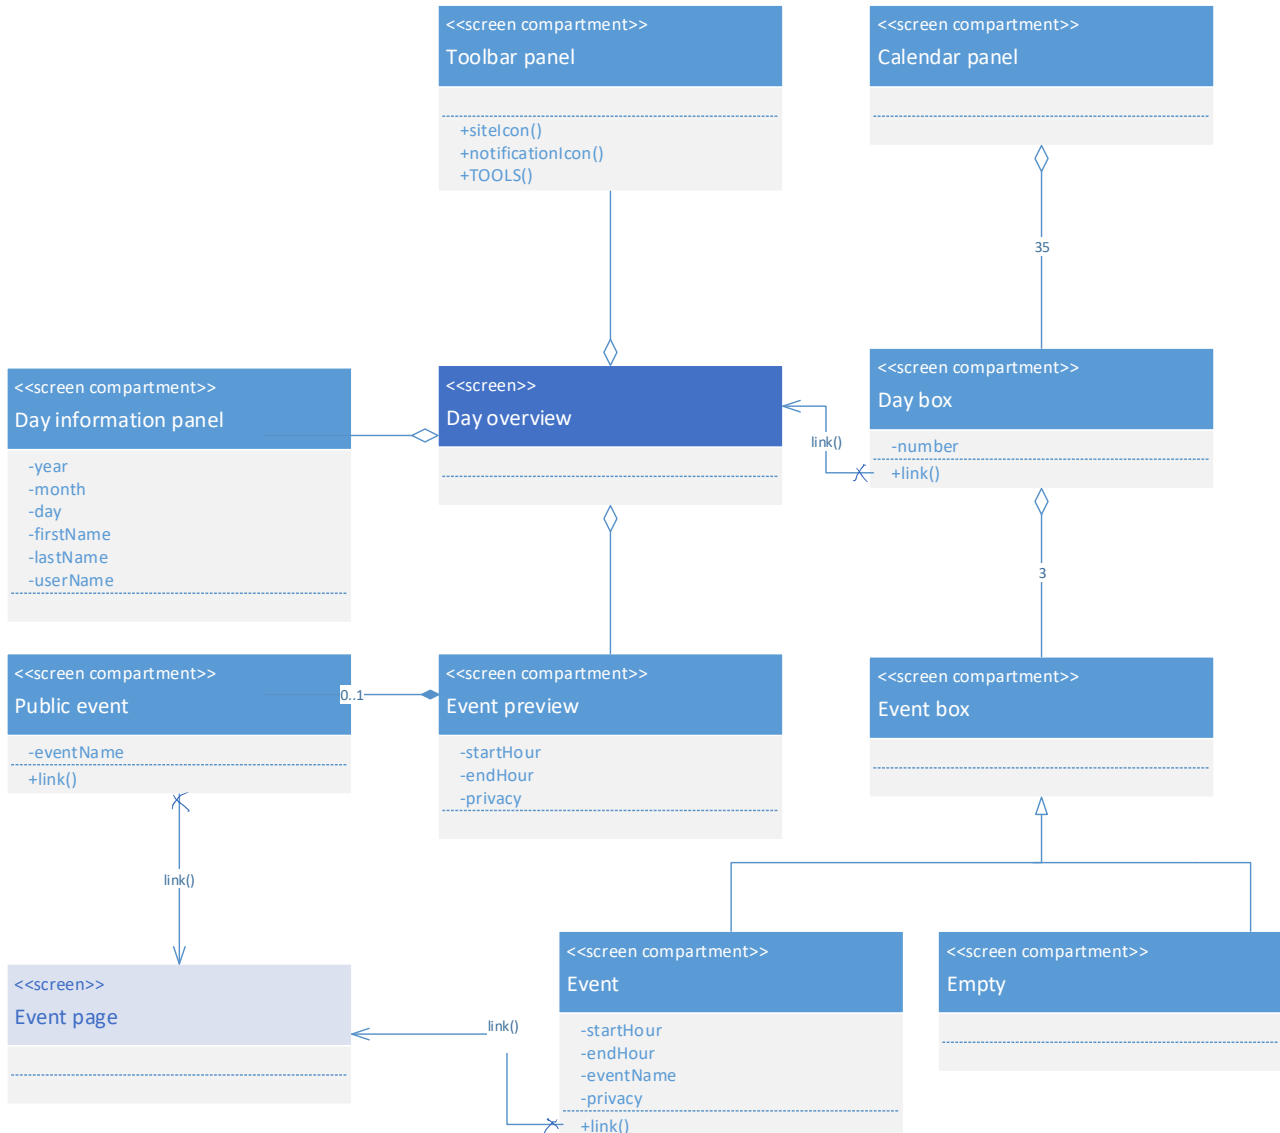 <<screen compartment>>
Toolbar panel
+siteIcon()
+notificationIcon()
+TOOLS()
<<screen compartment>>
Calendar panel
35
<<screen compartment>>
Day information panel
-year
-month
-day
-firstName
-lastName
-userName
<<screen>>
Day overview
link()
<<screen compartment>>
Day box
-number
+link()
3
<<screen compartment>>
Public event
-eventName
+link()
0..1
<<screen compartment>>
Event preview
-startHour
-endHour
-privacy
<<screen compartment>>
Event box
link()
<<screen>>
Event page
link()
<<screen compartment>>
Event
-startHour
-endHour
-eventName
-privacy
+link()
<<screen compartment>>
Empty